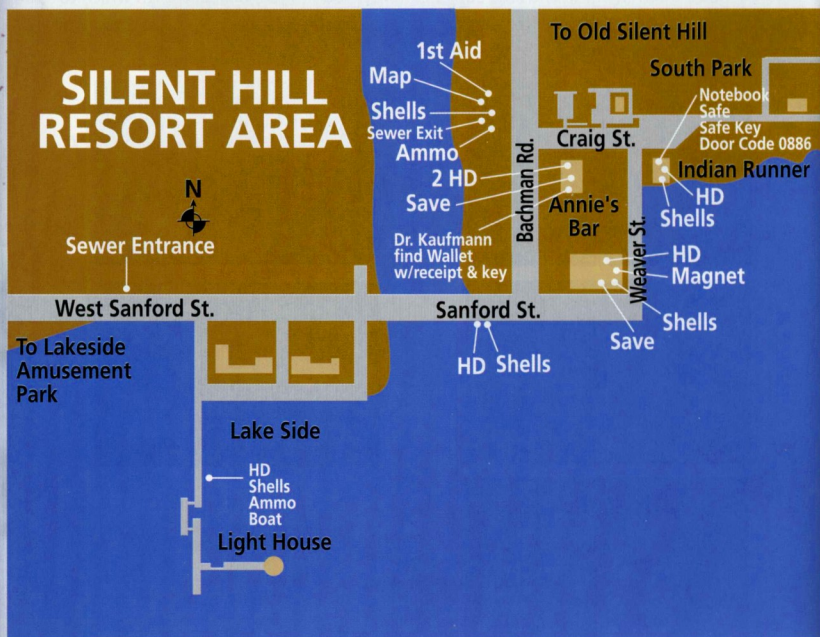 To Old Silent Hill
1st Aid
South Park
Map
SILENT HILL
RESORT AREA
Notebook
Safe
Safe Key
Door Code 0886
Shells
Sewer Exit
Ammo
Craig St.
Indian Runner
HD
Shells
2 HD
Save
Bachman Rd.
Annie's
Bar
Dr. Kaufmann
find Wallet
w/receipt & key
N
Sewer Entrance
Weaver St.
HD
Magnet
Shells
Save
West Sanford St.
Sanford St.
HD Shells
To Lakeside
Amusement
Park
Lake Side
HD
Shells
Ammo
Boat
Light House